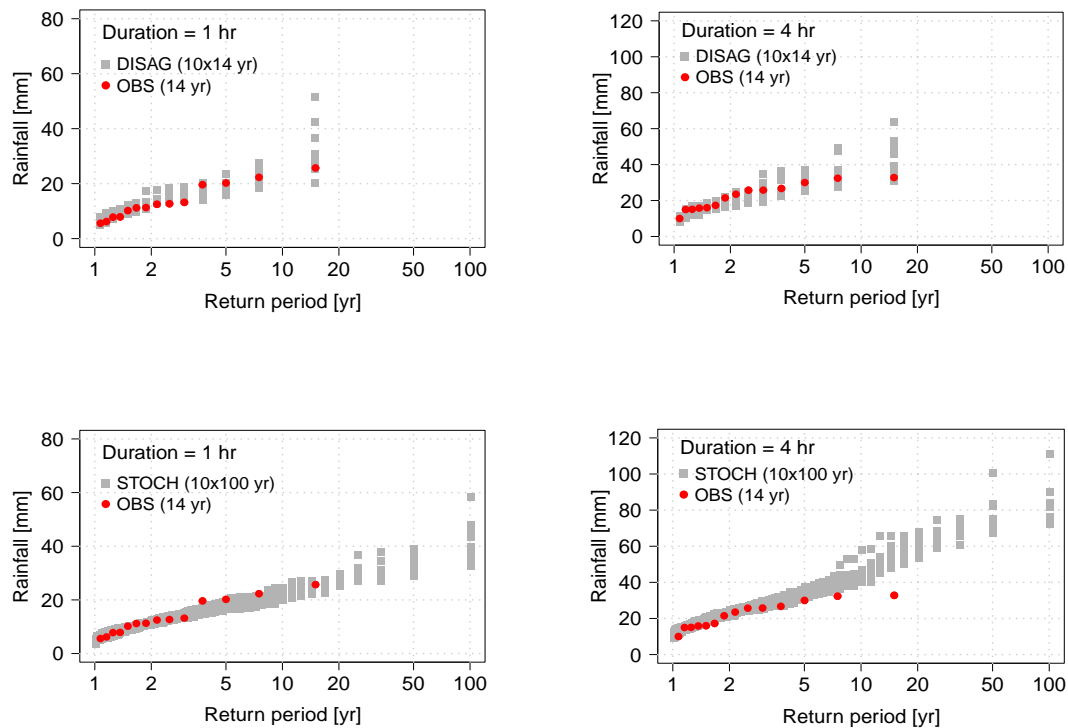 Duration = 1 hr
DISAG (10x14 yr)
OBS (14 yr)
Rainfall [mm]
80
60
40
20
0
1 2 5 10 20 50 100
Return period [yr]
Duration = 4 hr
DISAG (10x14 yr)
OBS (14 yr)
Rainfall [mm]
120
100
80
60
40
20
0
1 2 5 10 20 50 100
Return period [yr]
Duration = 1 hr
STOCH (10x100 yr)
OBS (14 yr)
Rainfall [mm]
80
60
40
20
0
1 2 5 10 20 50 100
Return period [yr]
Duration = 4 hr
STOCH (10x100 yr)
OBS (14 yr)
Rainfall [mm]
120
100
80
60
40
20
0
1 2 5 10 20 50 100
Return period [yr]